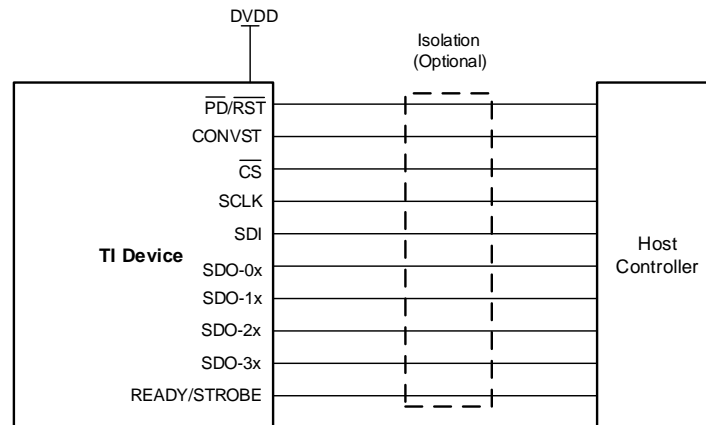 DVDD
Isolation
(Optional)
PD/RST
CONVST
CS
SCLK
SDI
TI Device
SDO-0x
SDO-1x
SDO-2x
SDO-3x
READY/STROBE
Host
Controller